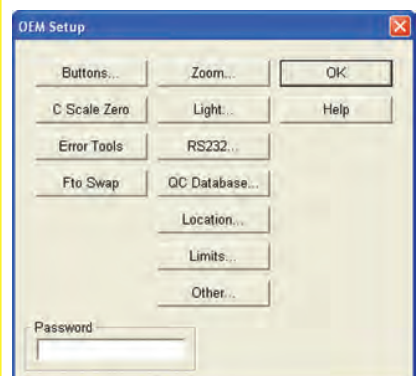 OEM Setup
Buttons... Zoom... OK
C Scale Zero Light... Help
Error Tools RS232...
Fto Swap QC Database...
Location...
Limits...
Other...
Password